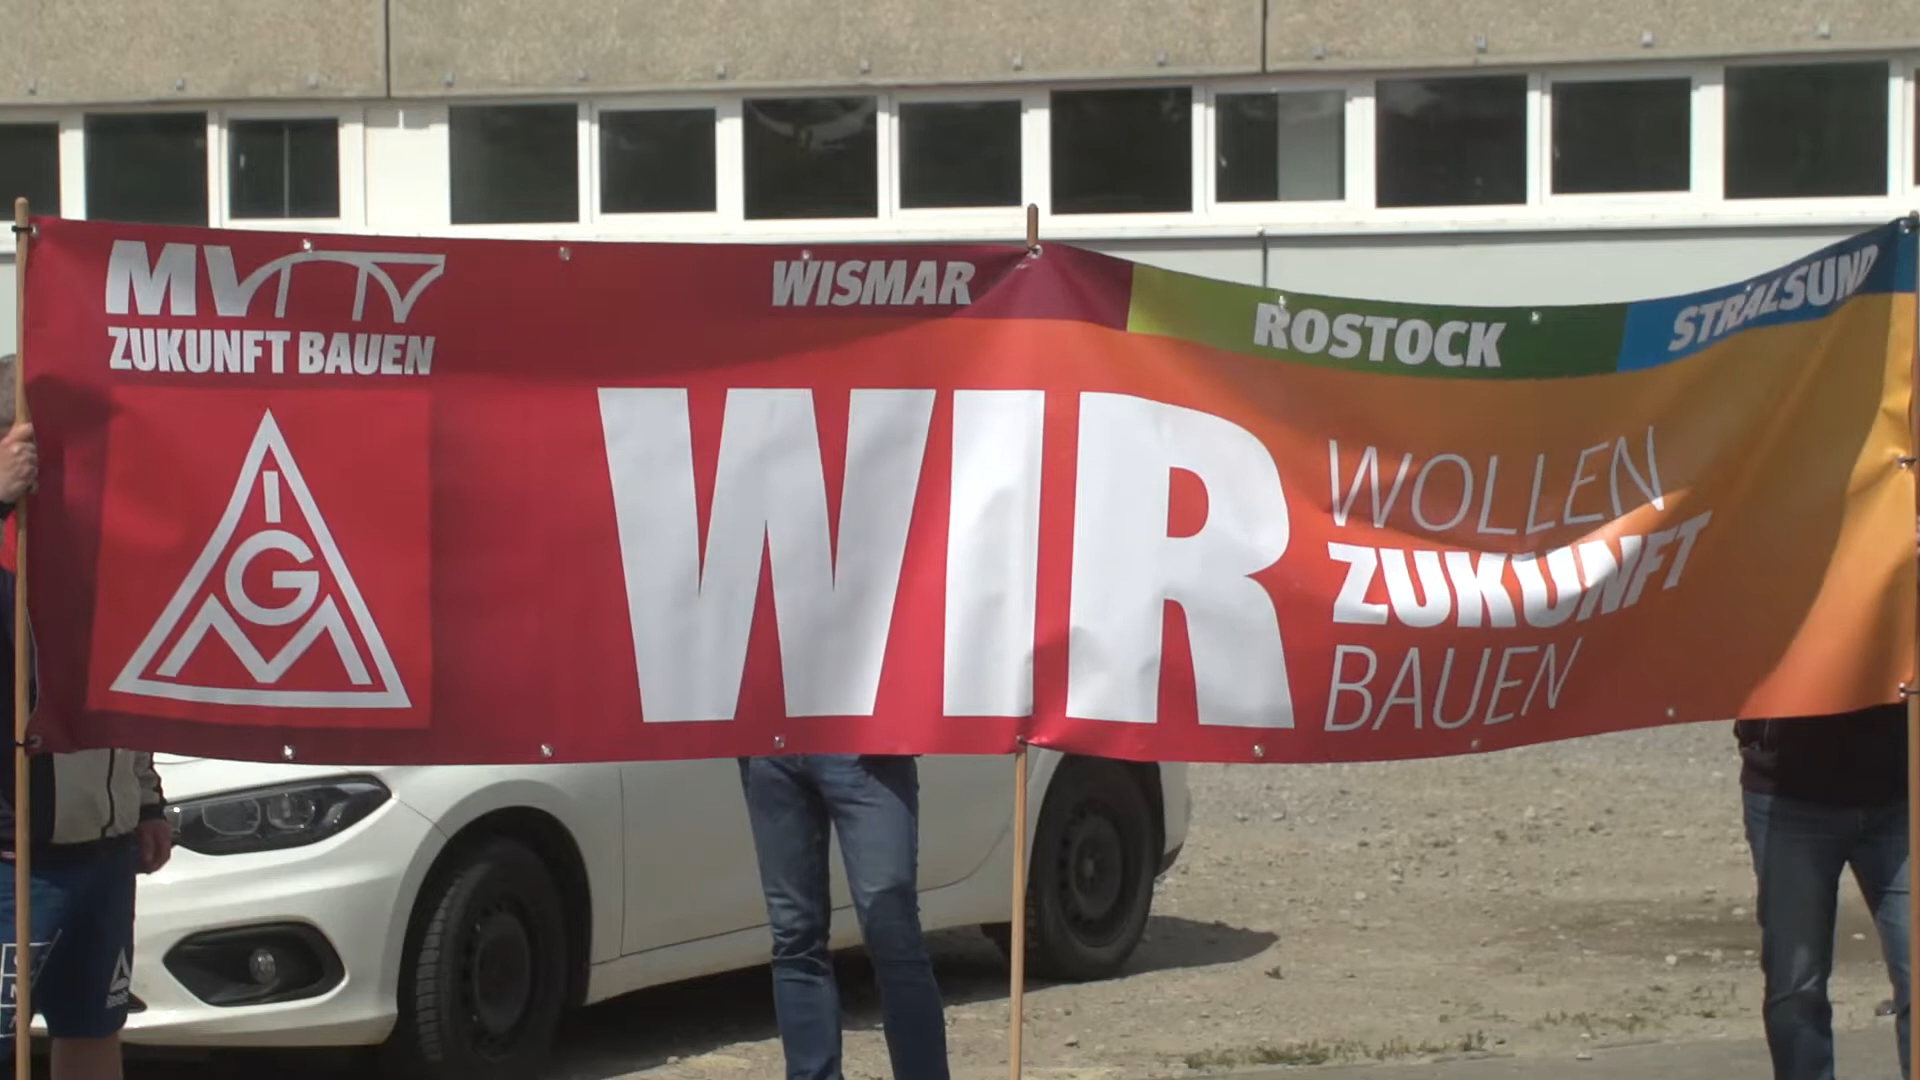 MV
ZUKUNFT BAUEN
WISMAR
ROSTOCK
STRALSUND
IGM
WIR
WOLLEN
ZUKUNFT
BAUEN